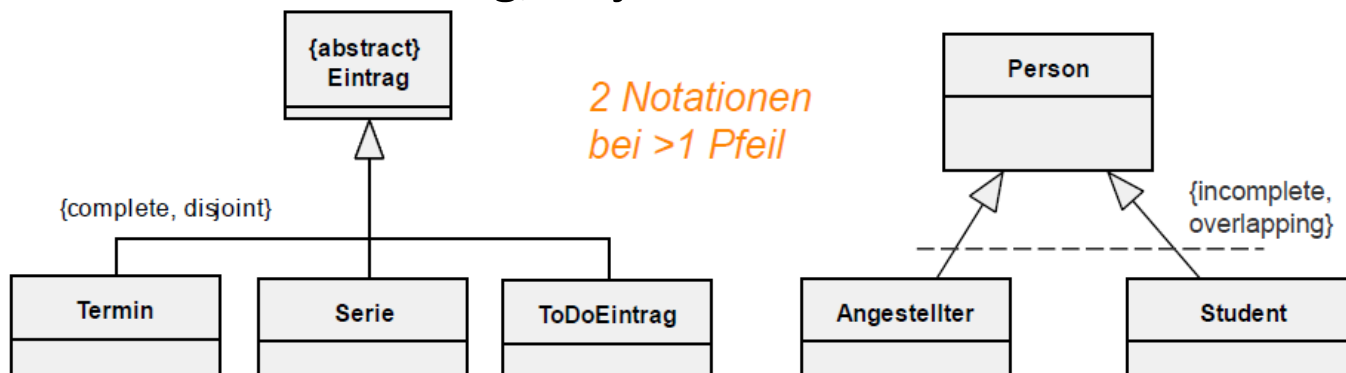 {abstract}
Eintrag
2 Notationen
bei >1 Pfeil
Person
{complete, disjoint}
{incomplete,
overlapping}
Termin
Serie
ToDoEintrag
Angestellter
Student